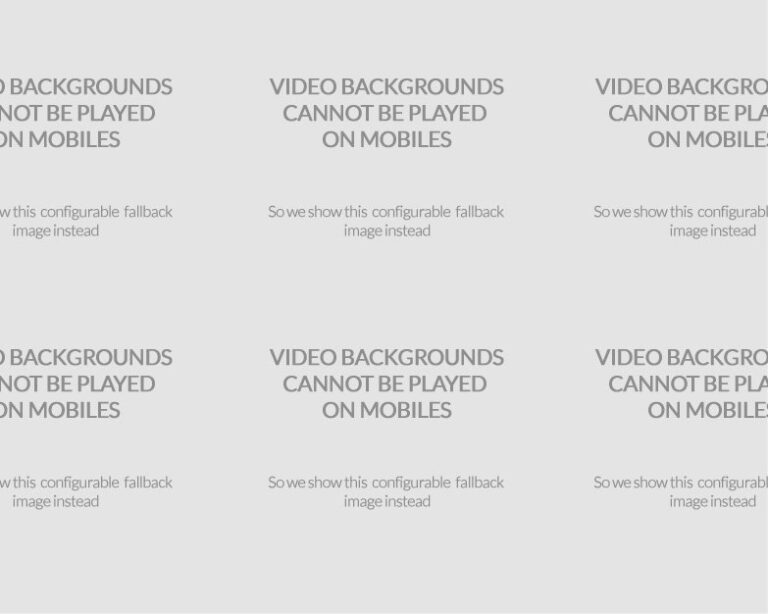 O BACKGROUNDS
NOT BE PLAYED
ON MOBILES
w this configurable fallback
image instead
VIDEO BACKGROUNDS
CANNOT BE PLAYED
ON MOBILES
So we show this configurable fallback
image instead
VIDEO BACKGRO
CANNOT BE PLA
ON MOBILES
So we show this configurabl
image instead
O BACKGROUNDS
NOT BE PLAYED
ON MOBILES
w this configurable fallback
image instead
VIDEO BACKGROUNDS
CANNOT BE PLAYED
ON MOBILES
So we show this configurable fallback
image instead
VIDEO BACKGRO
CANNOT BE PLA
ON MOBILES
So we show this configurabl
image instead